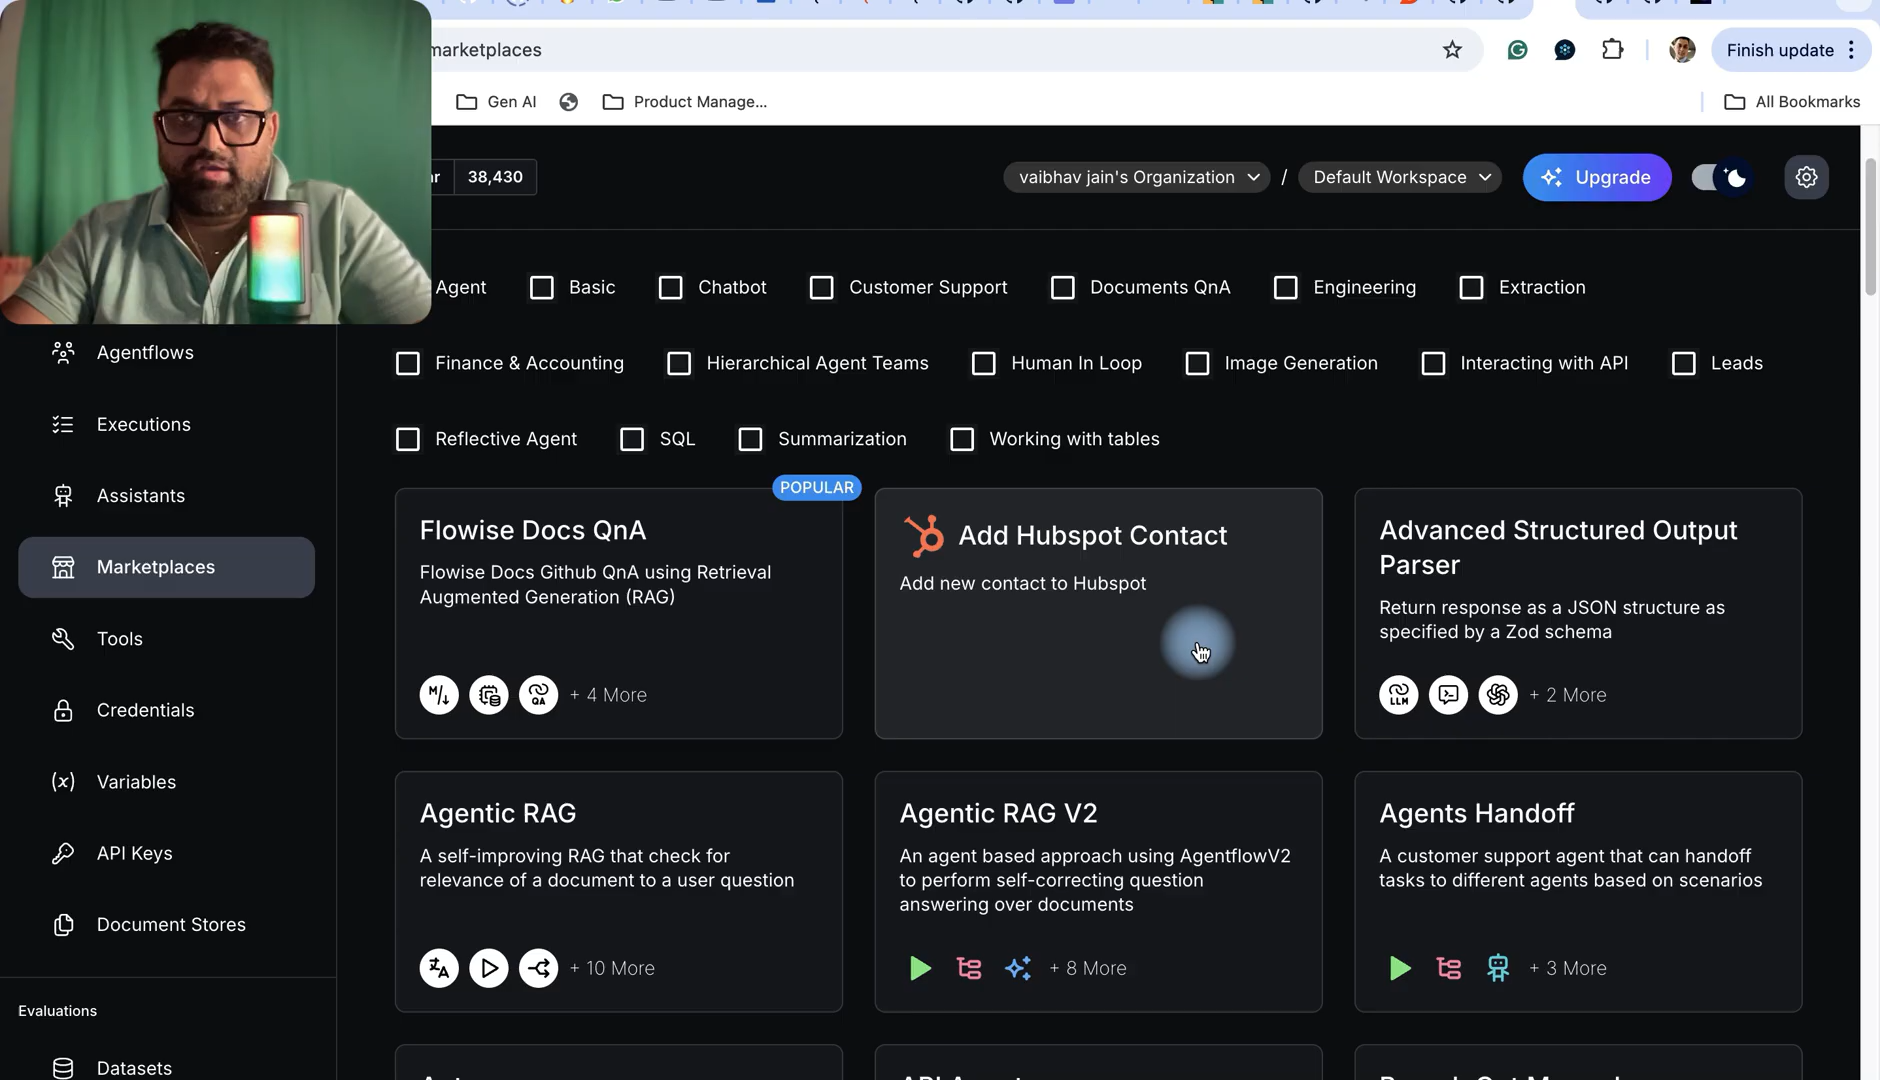 marketplaces
Finish update
Gen AI
Product Manage...
All Bookmarks
38,430
vaibhav jain's Organization / Default Workspace
Upgrade
Agent Basic Chatbot Customer Support Documents QnA Engineering Extraction
Finance & Accounting Hierarchical Agent Teams Human In Loop Image Generation Interacting with API Leads
Reflective Agent SQL Summarization Working with tables
Agentflows
Executions
Assistants
Marketplaces
Tools
Credentials
Variables
API Keys
Document Stores
Evaluations
Datasets
POPULAR
Flowise Docs QnA
Flowise Docs Github QnA using Retrieval
Augmented Generation (RAG)
M QA + 4 More
Add Hubspot Contact
Add new contact to Hubspot
Advanced Structured Output
Parser
Return response as a JSON structure as
specified by a Zod schema
LLM + 2 More
Agentic RAG
A self-improving RAG that check for
relevance of a document to a user question
+ 10 More
Agentic RAG V2
An agent based approach using AgentflowV2
to perform self-correcting question
answering over documents
+ 8 More
Agents Handoff
A customer support agent that can handoff
tasks to different agents based on scenarios
+ 3 More